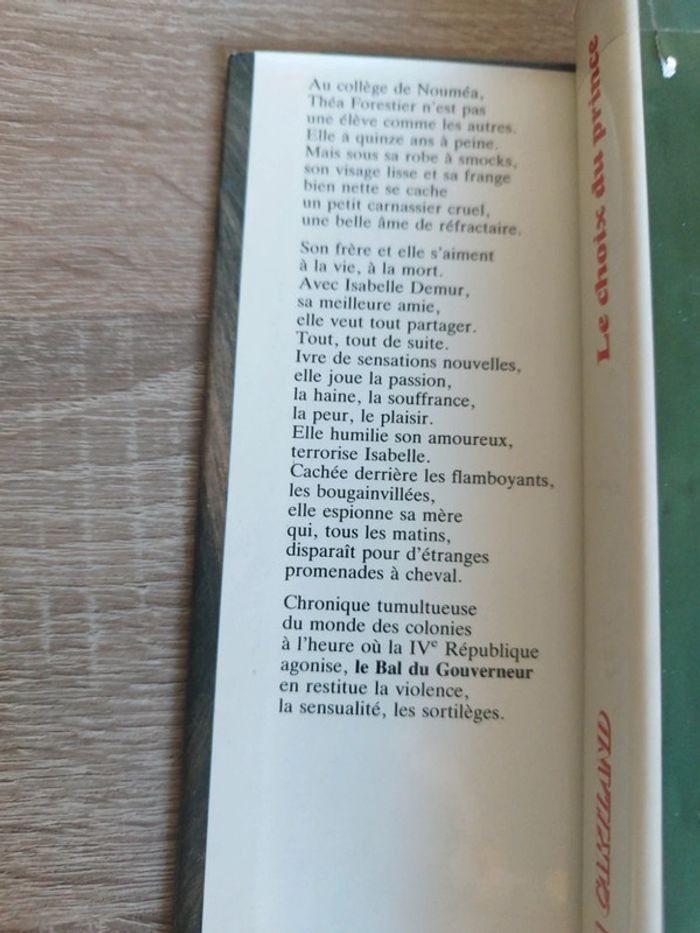 Au collège de Nouméa,
Théa Forestier n'est pas
une élève comme les autres.
Elle a quinze ans à peine.
Mais sous sa robe à smocks,
son visage lisse et sa frange
bien nette se cache
un petit carnassier cruel,
une belle âme de réfractaire.
Son frère et elle s'aiment
à la vie, à la mort.
Avec Isabelle Demur,
sa meilleure amie,
elle veut tout partager.
Tout, tout de suite.
Ivre de sensations nouvelles,
elle joue la passion,
la haine, la souffrance,
la peur, le plaisir.
Elle humilie son amoureux,
terrorise Isabelle.
Cachée derrière les flamboyants,
les bougainvillées,
elle espionne sa mère
qui, tous les matins,
disparaît pour d'étranges
promenades à cheval.
Chronique tumultueuse
du monde des colonies
à l'heure où la IVe République
agonise, le Bal du Gouverneur
en restitue la violence,
la sensualité, les sortilèges.
Le choix du prince